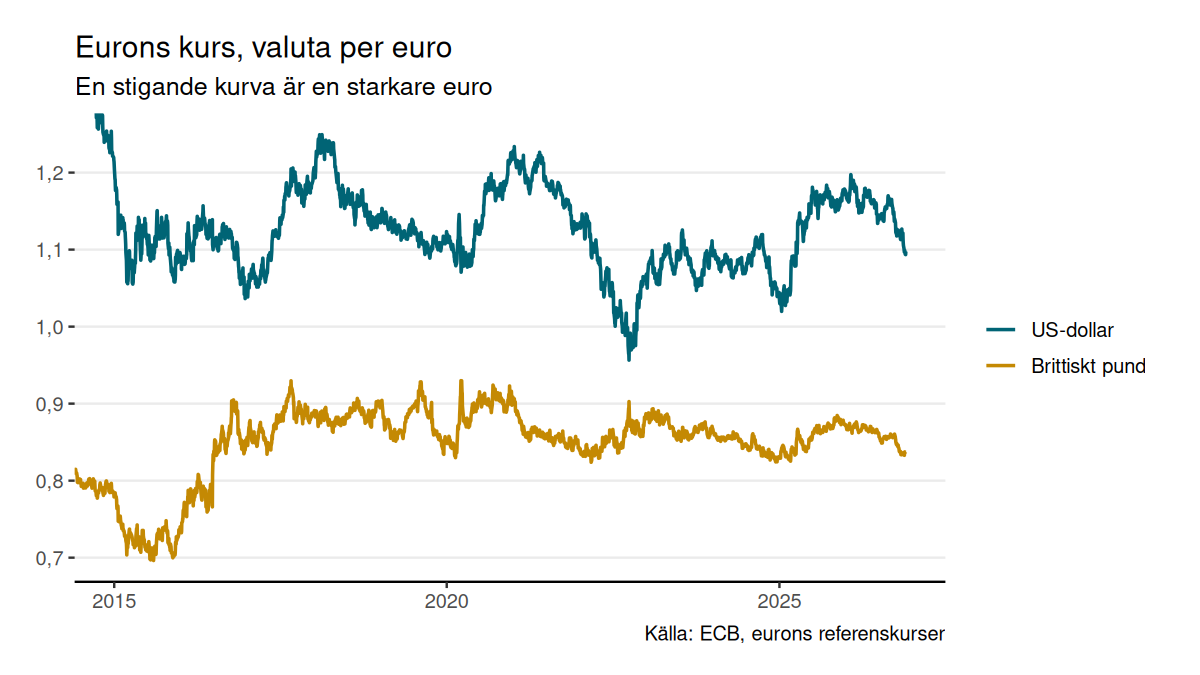 Eurons kurs, valuta per euro
En stigande kurva är en starkare euro
1,2
1,1
1,0
0,9
0,8
0,7
2015
2020
2025
US-dollar
Brittiskt pund
Källa: ECB, eurons referenskurser